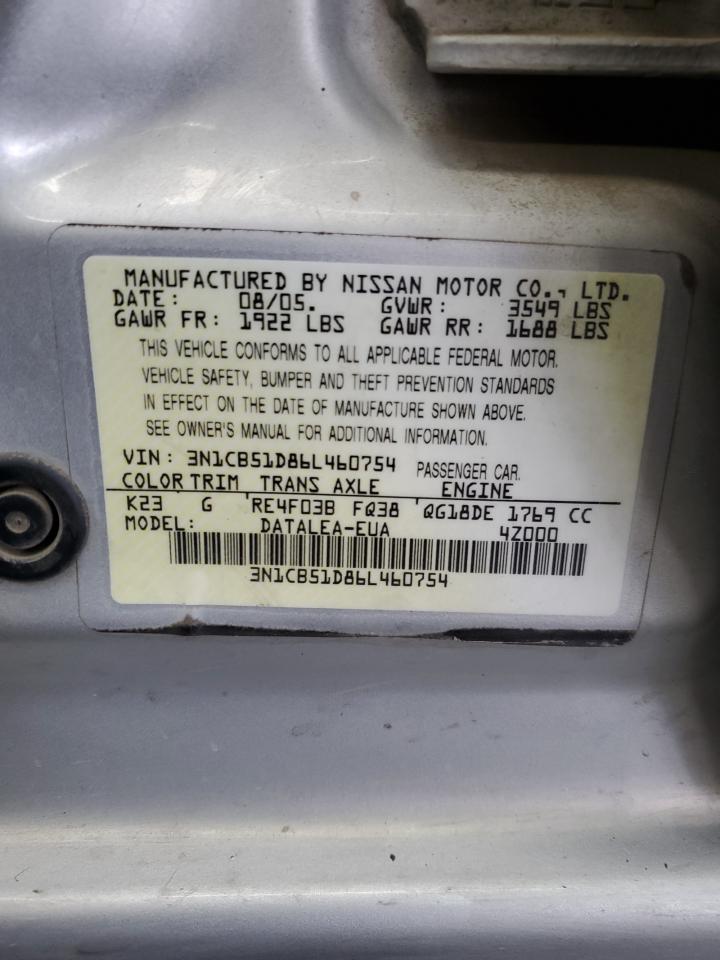 MANUFACTURED BY NISSAN MOTOR CO., LTD.
DATE: 08/05. GVWR: 3549 LBS
GAWR FR: 1922 LBS GAWR RR: 1688 LBS
THIS VEHICLE CONFORMS TO ALL APPLICABLE FEDERAL MOTOR.
VEHICLE SAFETY, BUMPER AND THEFT PREVENTION STANDARDS
IN EFFECT ON THE DATE OF MANUFACTURE SHOWN ABOVE.
SEE OWNER'S MANUAL FOR ADDITIONAL INFORMATION.
VIN: 3N1CB51D86L460754 PASSENGER CAR.
COLOR TRIM TRANS AXLE ENGINE
K23 G RE4F03B FQ38 QG18DE 1769 CC
MODEL: DATALEA-EUA 4Z000
3N1CB51D86L460754